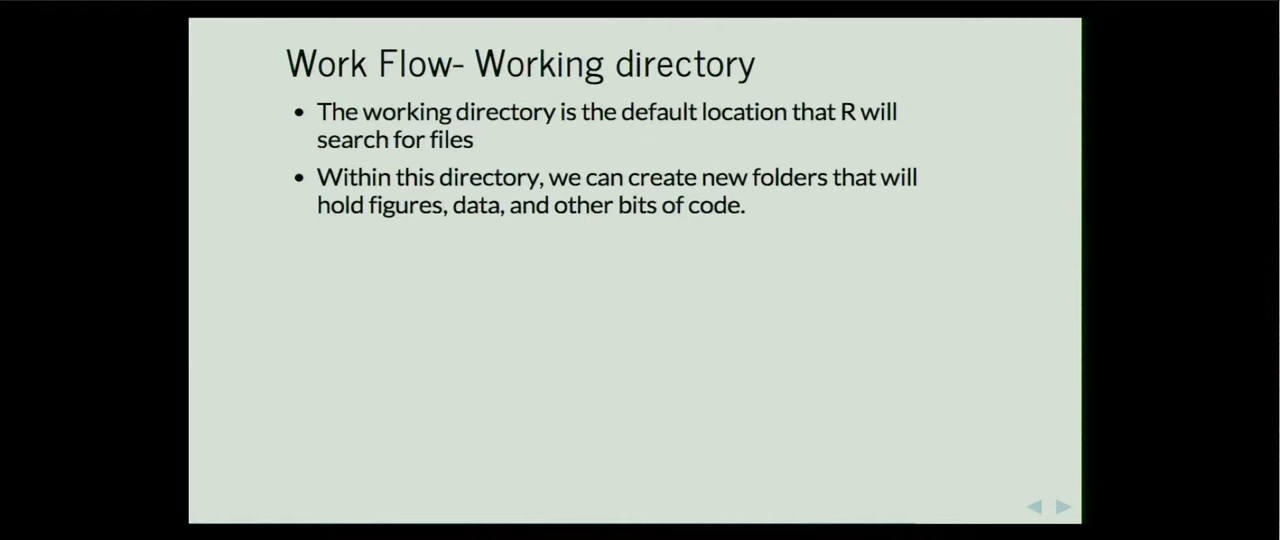 Work Flow- Working directory
• The working directory is the default location that R will
search for files
• Within this directory, we can create new folders that will
hold figures, data, and other bits of code.